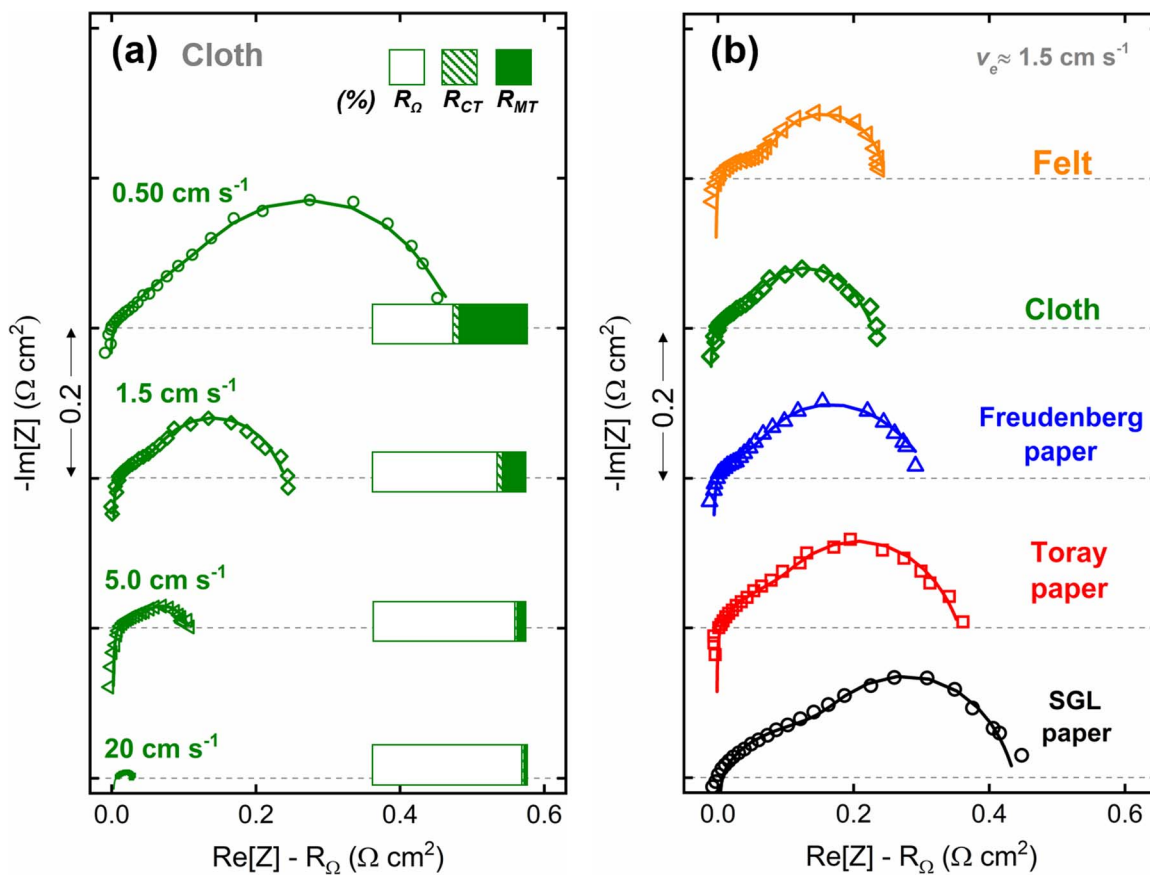 (a) Cloth
(%) R_Ω R_CT R_MT
0.50 cm s⁻¹
1.5 cm s⁻¹
5.0 cm s⁻¹
20 cm s⁻¹
-Im[Z] (Ω cm²)
0.2
0.0 0.2 0.4 0.6
Re[Z] - R_Ω (Ω cm²)
(b)
v_e ≈ 1.5 cm s⁻¹
Felt
Cloth
Freudenberg
paper
Toray
paper
SGL
paper
-Im[Z] (Ω cm²)
0.2
0.0 0.2 0.4 0.6
Re[Z] - R_Ω (Ω cm²)